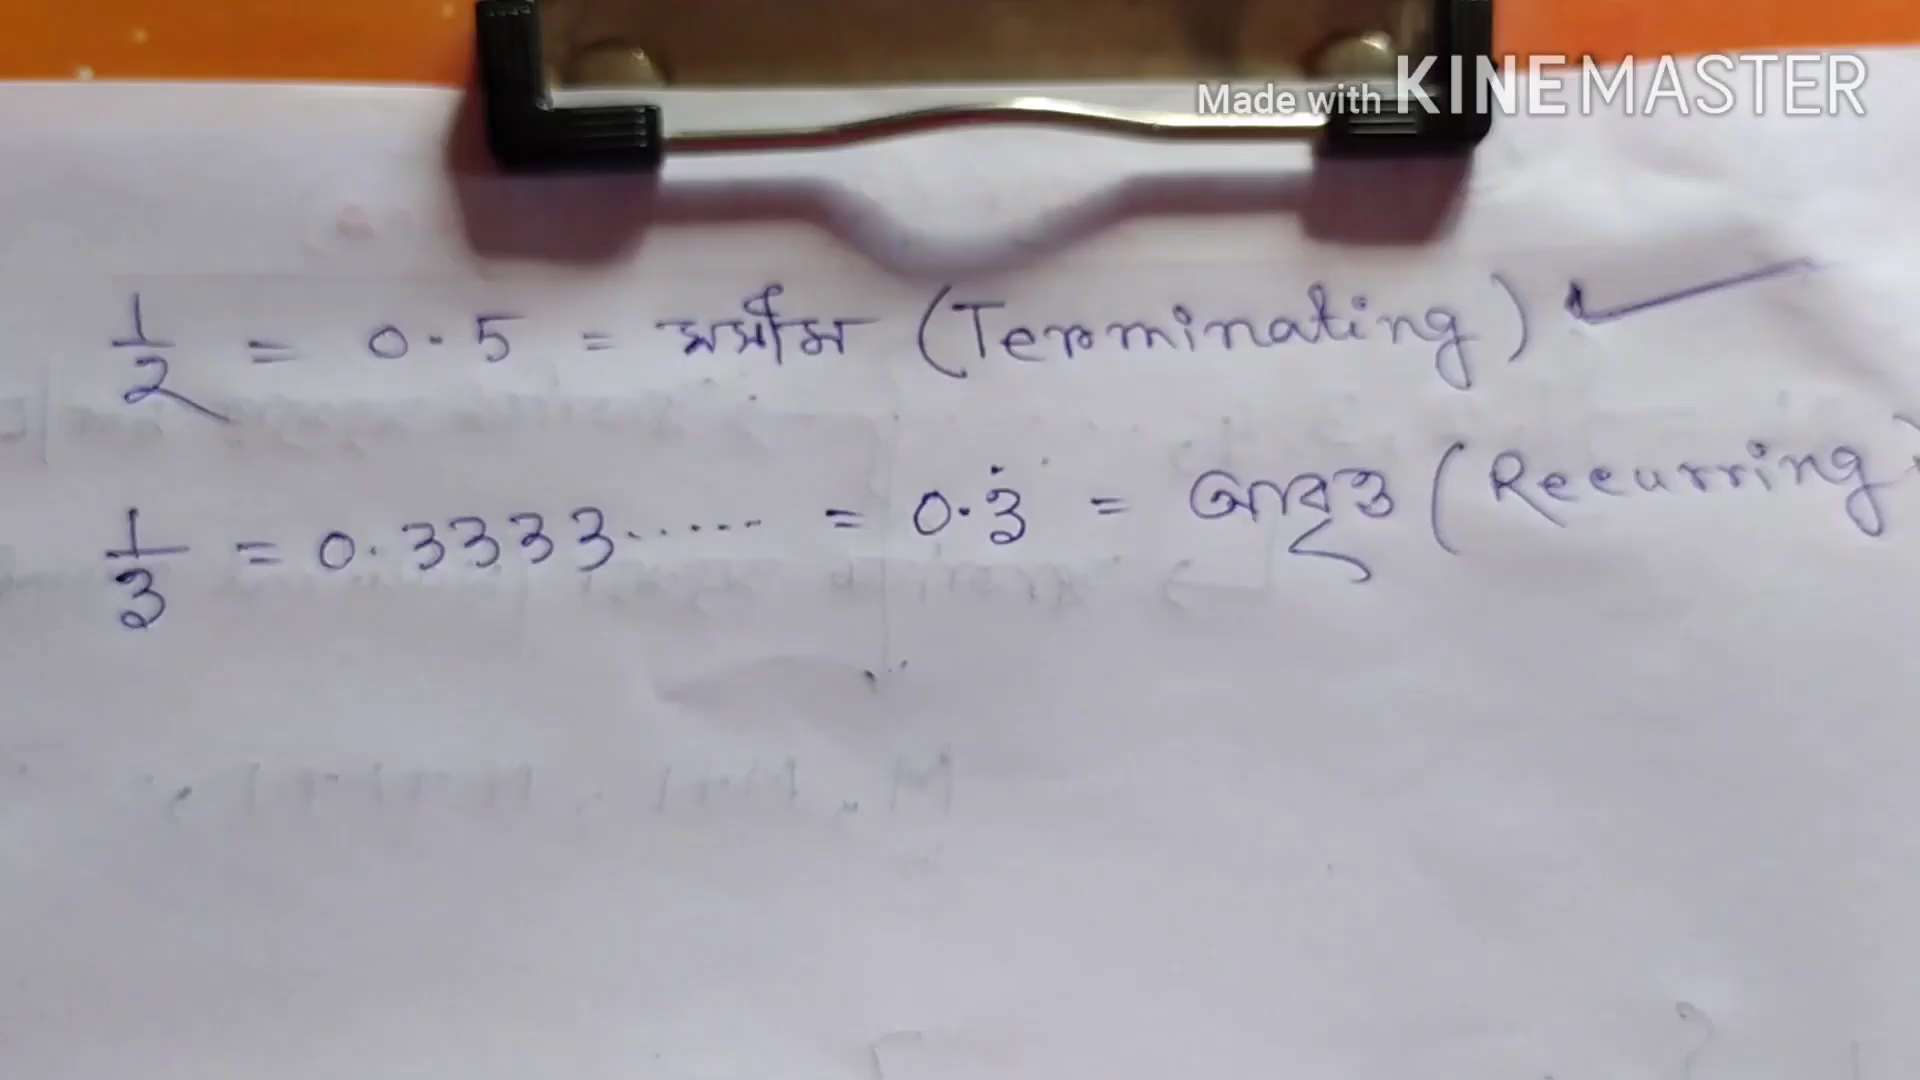 Made with KINEMASTER
1/2 = 0.5 = সসীম (Terminating) ✓
1/3 = 0.3333...... = 0.3̇ = আবৃত্ত (Recurring)